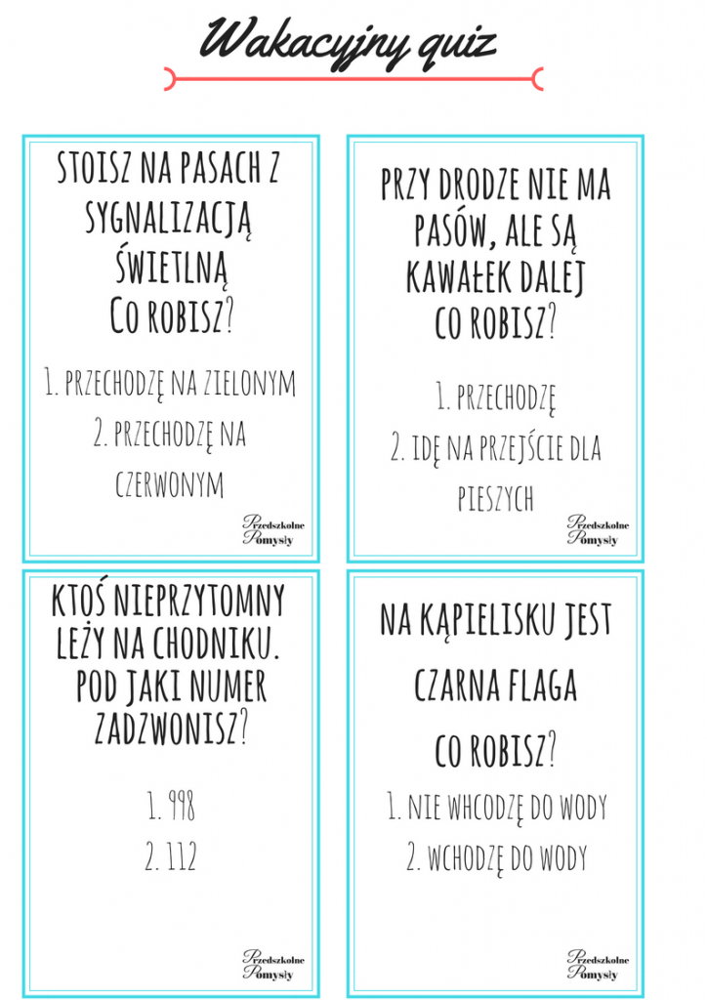 Wakacyjny quiz
STOISZ NA PASACH Z
SYGNALIZACJĄ
ŚWIETLNĄ
CO ROBISZ?
1. PRZECHODZĘ NA ZIELONYM
2. PRZECHODZĘ NA
CZERWONYM
Przedszkolne
Pomysły
PRZY DRODZE NIE MA
PASÓW, ALE SĄ
KAWAŁEK DALEJ
CO ROBISZ?
1. PRZECHODZĘ
2. IDĘ NA PRZEJŚCIE DLA
PIESZYCH
Przedszkolne
Pomysły
KTOŚ NIEPRZYTOMNY
LEŻY NA CHODNIKU.
POD JAKI NUMER
ZADZWONISZ?
1. 998
2. 112
Przedszkolne
Pomysły
NA KĄPIELISKU JEST
CZARNA FLAGA
CO ROBISZ?
1. NIE WHCODZĘ DO WODY
2. WCHODZĘ DO WODY
Przedszkolne
Pomysły